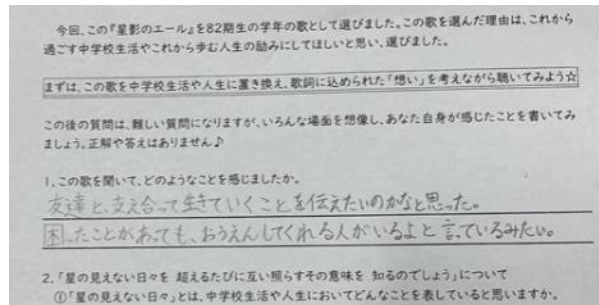 今回、この『星影のエール』を82期生の学年の歌として選びました。この歌を選んだ理由は、これから
過ごす中学校生活やこれから歩む人生の励みにしてほしいと思い、選びました。
まずは、この歌を中学校生活や人生に置き換え、歌詞に込められた「想い」を考えながら聴いてみよう☆
この後の質問は、難しい質問になりますが、いろんな場面を想像し、あなた自身が感じたことを書いてみ
ましょう。正解や答えはありません♪
1.この歌を聞いて、どのようなことを感じましたか。
友達と、支え合って生きていくことを伝えたいのかなと思った。
困ったことがあっても、おうえんしてくれる人がいるよと言っているみたい。
2.「星の見えない日々を 超えるたびに互い照らすその意味を 知るのでしょう」について
①「星の見えない日々」とは、中学校生活や人生においてどんなことを表していると思いますか。